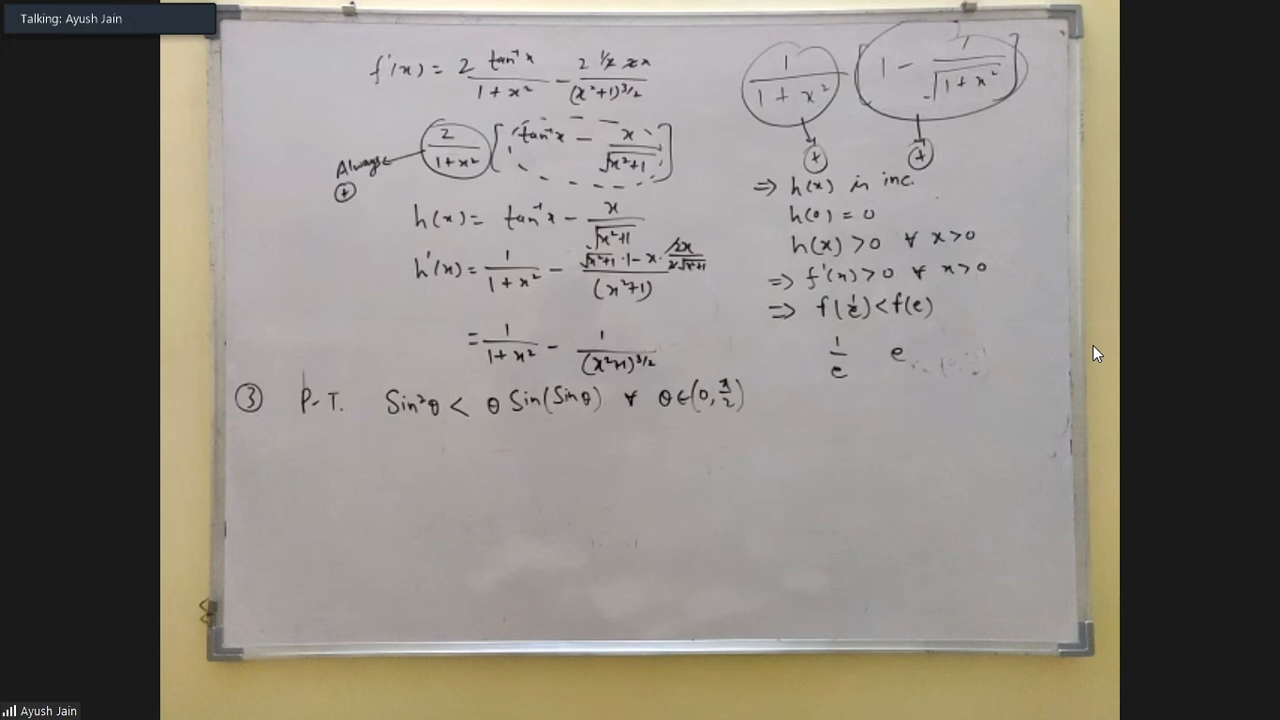 Talking: Ayush Jain
f'(x) = 2 tan⁻¹x / (1 + x²) − 2 ½ · 2x / (x²+1)^3/2
2 / (1+x²) [ tan⁻¹x − x / √(x²+1) ]
Always
+
h(x) = tan⁻¹x − x / √(x²+1)
h'(x) = 1 / (1 + x²) − (√(x²+1) · 1 − x · 2x / 2√(x²+1)) / (x²+1)
= 1 / (1 + x²) − 1 / (x²+1)^3/2
1 / (1 + x²) [ 1 − 1 / √(1 + x²) ]
+ +
⇒ h(x) is inc.
h(0) = 0
h(x) > 0 ∀ x>0
⇒ f'(x) > 0 ∀ x>0
⇒ f(1/e) < f(e)
1/e e
③ P.T. Sin²θ < θ Sin(Sinθ) ∀ θ∈(0, π/2)
Ayush Jain